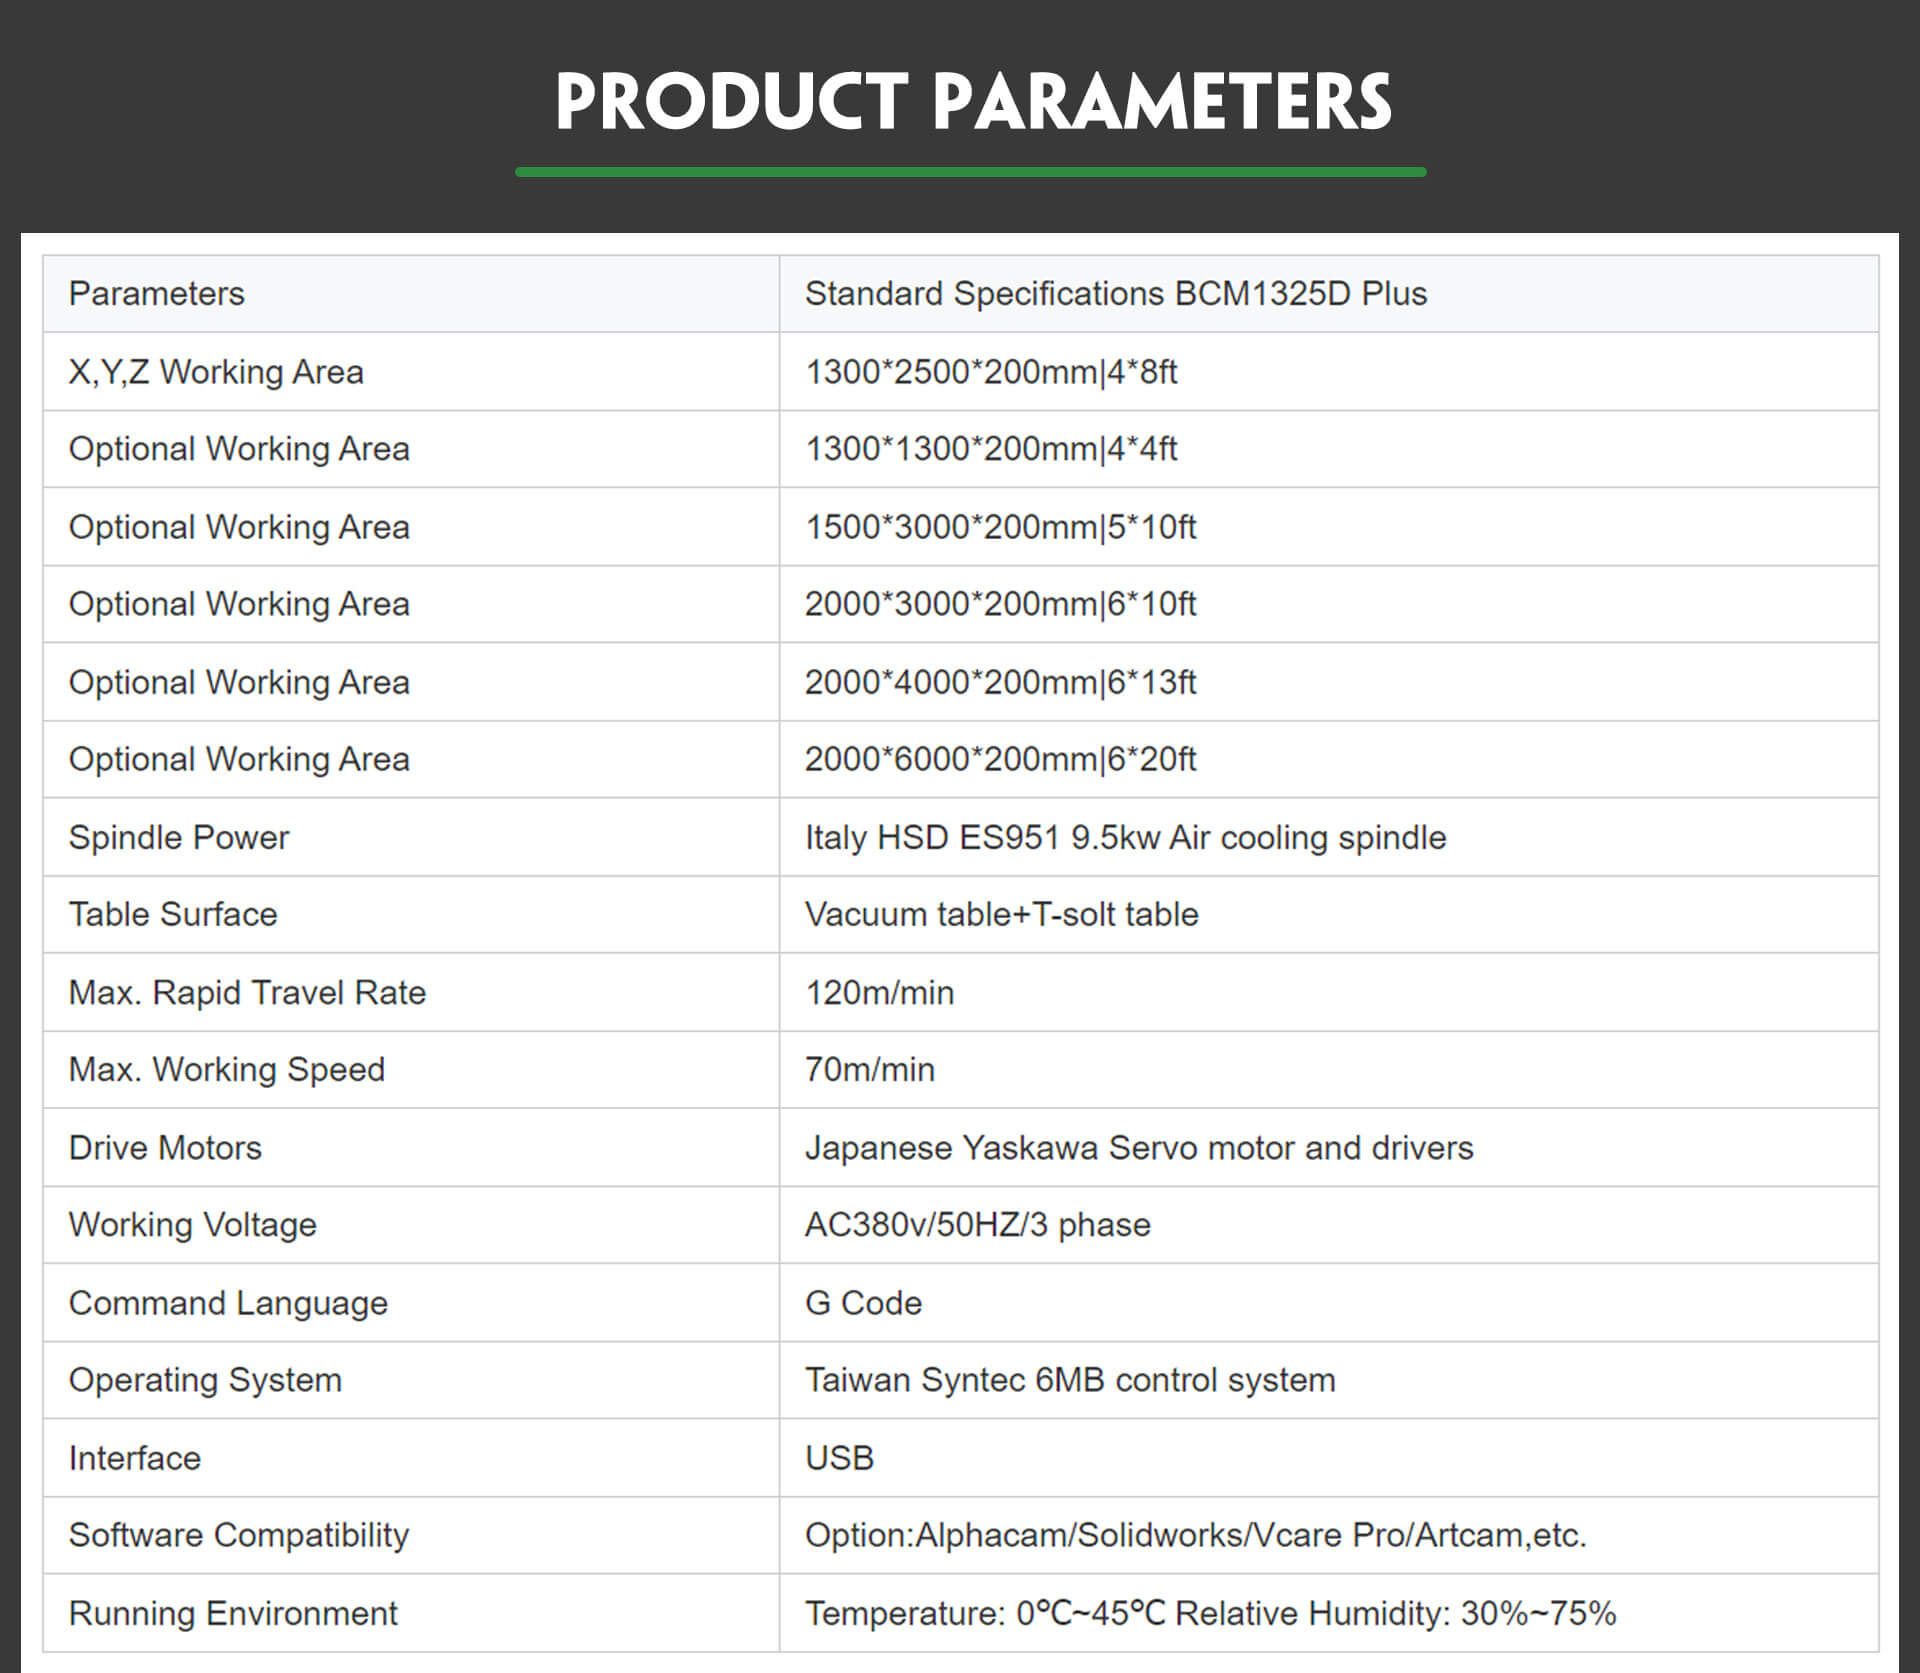 PRODUCT PARAMETERS
Parameters Standard Specifications BCM1325D Plus
X,Y,Z Working Area 1300*2500*200mm|4*8ft
Optional Working Area 1300*1300*200mm|4*4ft
Optional Working Area 1500*3000*200mm|5*10ft
Optional Working Area 2000*3000*200mm|6*10ft
Optional Working Area 2000*4000*200mm|6*13ft
Optional Working Area 2000*6000*200mm|6*20ft
Spindle Power Italy HSD ES951 9.5kw Air cooling spindle
Table Surface Vacuum table+T-solt table
Max. Rapid Travel Rate 120m/min
Max. Working Speed 70m/min
Drive Motors Japanese Yaskawa Servo motor and drivers
Working Voltage AC380v/50HZ/3 phase
Command Language G Code
Operating System Taiwan Syntec 6MB control system
Interface USB
Software Compatibility Option:Alphacam/Solidworks/Vcare Pro/Artcam,etc.
Running Environment Temperature: 0℃~45℃ Relative Humidity: 30%~75%